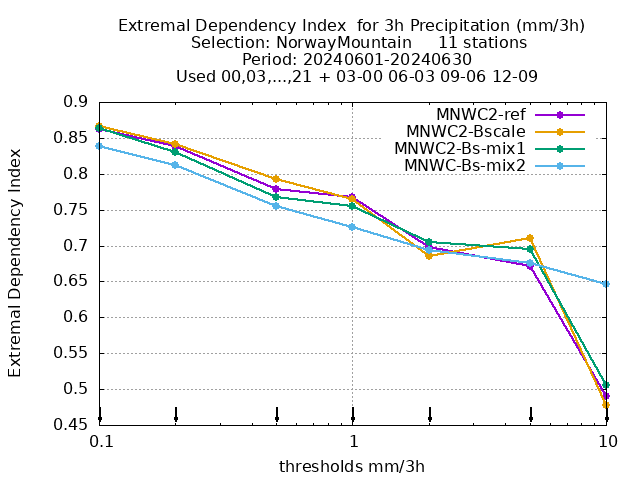 Extremal Dependency Index  for 3h Precipitation (mm/3h)
Selection: NorwayMountain     11 stations
Period: 20240601-20240630
Used 00,03,...,21 + 03-00 06-03 09-06 12-09
Extremal Dependency Index
0.9
0.85
0.8
0.75
0.7
0.65
0.6
0.55
0.5
0.45
MNWC2-ref
MNWC2-Bscale
MNWC2-Bs-mix1
MNWC-Bs-mix2
0.1
1
10
thresholds mm/3h